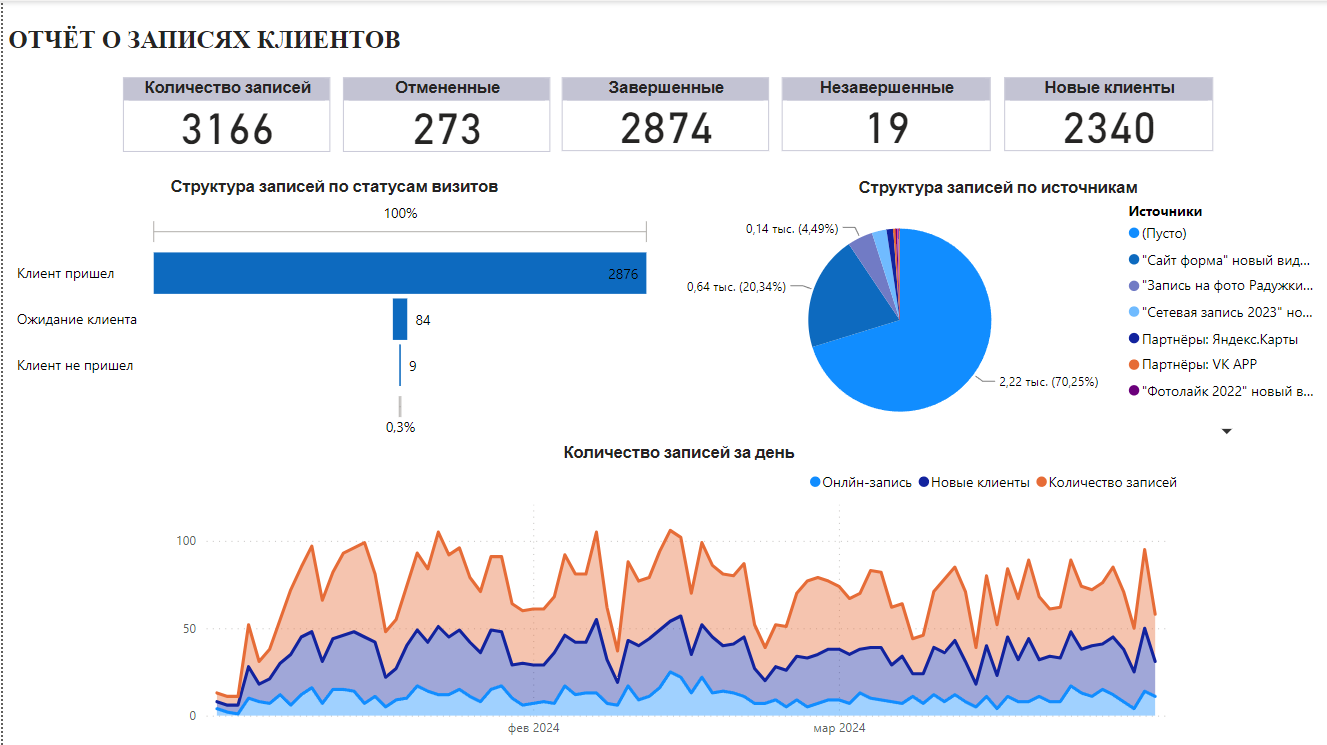 ОТЧЁТ О ЗАПИСЯХ КЛИЕНТОВ
Количество записей
3166
Отмененные
273
Завершенные
2874
Незавершенные
19
Новые клиенты
2340
Структура записей по статусам визитов
100%
Клиент пришел
2876
Ожидание клиента
84
Клиент не пришел
9
0,3%
Структура записей по источникам
0,14 тыс. (4,49%)
0,64 тыс. (20,34%)
2,22 тыс. (70,25%)
Источники
(Пусто)
"Сайт форма" новый вид...
"Запись на фото Радужки...
"Сетевая запись 2023" но...
Партнёры: Яндекс.Карты
Партнёры: VK APP
"Фотолайк 2022" новый в...
Количество записей за день
Онлйн-запись
Новые клиенты
Количество записей
100
50
0
фев 2024
мар 2024